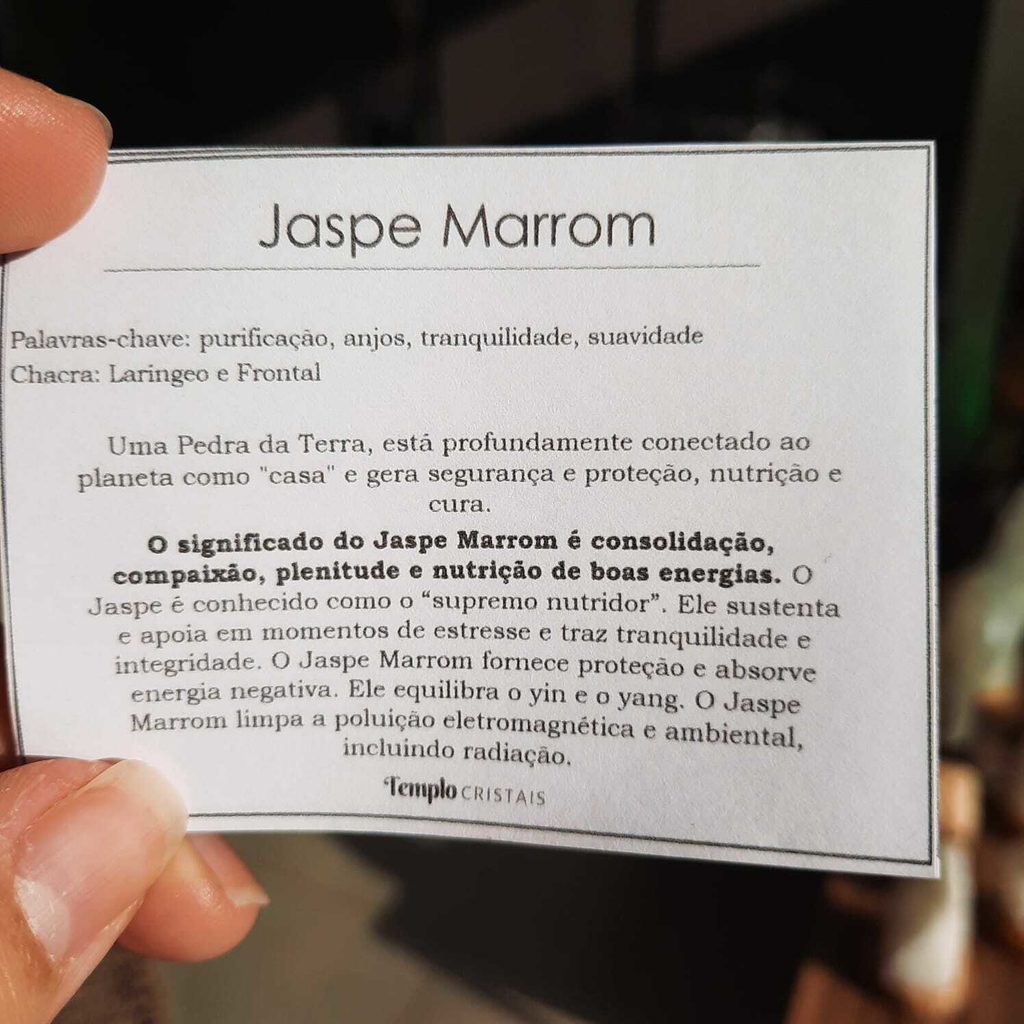 Jaspe Marrom
Palavras-chave: purificação, anjos, tranquilidade, suavidade
Chacra: Laringeo e Frontal
Uma Pedra da Terra, está profundamente conectado ao
planeta como "casa" e gera segurança e proteção, nutrição e
cura.
O significado do Jaspe Marrom é consolidação,
compaixão, plenitude e nutrição de boas energias. O
Jaspe é conhecido como o “supremo nutridor”. Ele sustenta
e apoia em momentos de estresse e traz tranquilidade e
integridade. O Jaspe Marrom fornece proteção e absorve
energia negativa. Ele equilibra o yin e o yang. O Jaspe
Marrom limpa a poluição eletromagnética e ambiental,
incluindo radiação.
Templo CRISTAIS